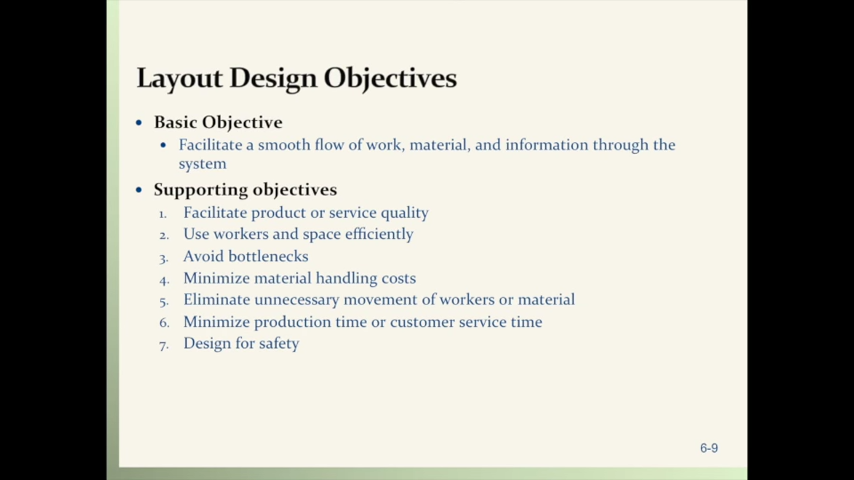 Layout Design Objectives
• Basic Objective
• Facilitate a smooth flow of work, material, and information through the
system
• Supporting objectives
1. Facilitate product or service quality
2. Use workers and space efficiently
3. Avoid bottlenecks
4. Minimize material handling costs
5. Eliminate unnecessary movement of workers or material
6. Minimize production time or customer service time
7. Design for safety
6-9